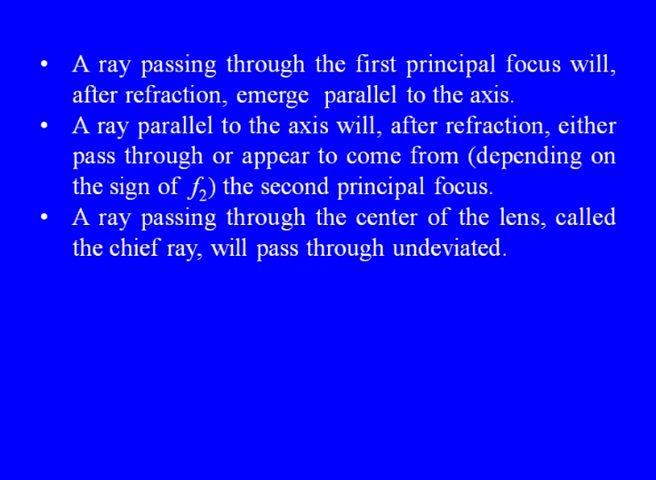 • A ray passing through the first principal focus will,
after refraction, emerge parallel to the axis.
• A ray parallel to the axis will, after refraction, either
pass through or appear to come from (depending on
the sign of f₂) the second principal focus.
• A ray passing through the center of the lens, called
the chief ray, will pass through undeviated.